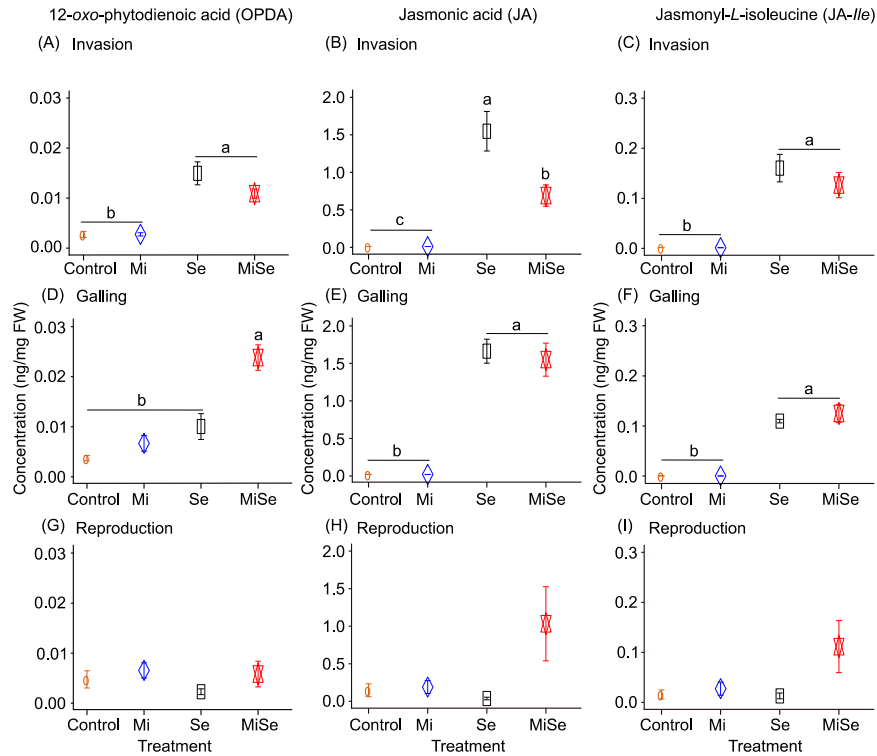 12-oxo-phytodienoic acid (OPDA) Jasmonic acid (JA) Jasmonyl-L-isoleucine (JA-Ile)
(A) Invasion
0.03
0.02
0.01
0.00
b
a
Control Mi Se MiSe
(B) Invasion
2.0
1.5
1.0
0.5
0.0
c
a
b
Control Mi Se MiSe
(C) Invasion
0.3
0.2
0.1
0.0
b
a
Control Mi Se MiSe
Concentration (ng/mg FW)
(D) Galling
0.03
0.02
0.01
0.00
b
a
Control Mi Se MiSe
Concentration (ng/mg FW)
(E) Galling
2.0
1.5
1.0
0.5
0.0
b
a
Control Mi Se MiSe
Concentration (ng/mg FW)
(F) Galling
0.3
0.2
0.1
0.0
b
a
Control Mi Se MiSe
(G) Reproduction
0.03
0.02
0.01
0.00
Control Mi Se MiSe
Treatment
(H) Reproduction
2.0
1.5
1.0
0.5
0.0
Control Mi Se MiSe
Treatment
(I) Reproduction
0.3
0.2
0.1
0.0
Control Mi Se MiSe
Treatment